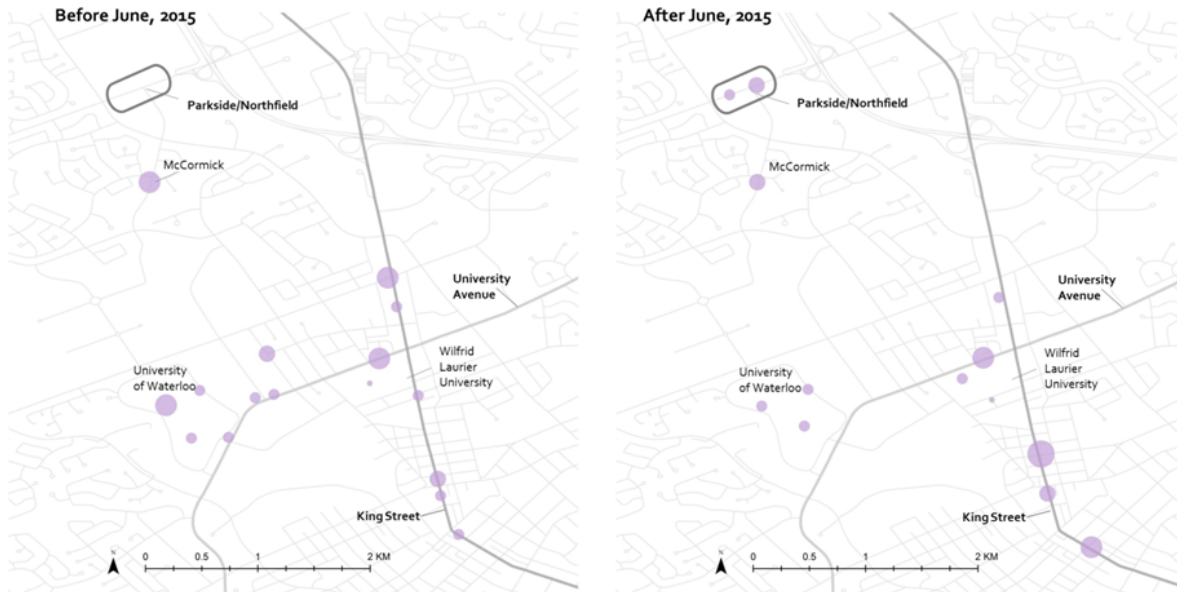 Before June, 2015
Parkside/Northfield
McCormick
University
Avenue
Wilfrid
Laurier
University
University
of Waterloo
King Street
N
0 0.5 1 2 KM
After June, 2015
Parkside/Northfield
McCormick
University
Avenue
Wilfrid
Laurier
University
University
of Waterloo
King Street
N
0 0.5 1 2 KM